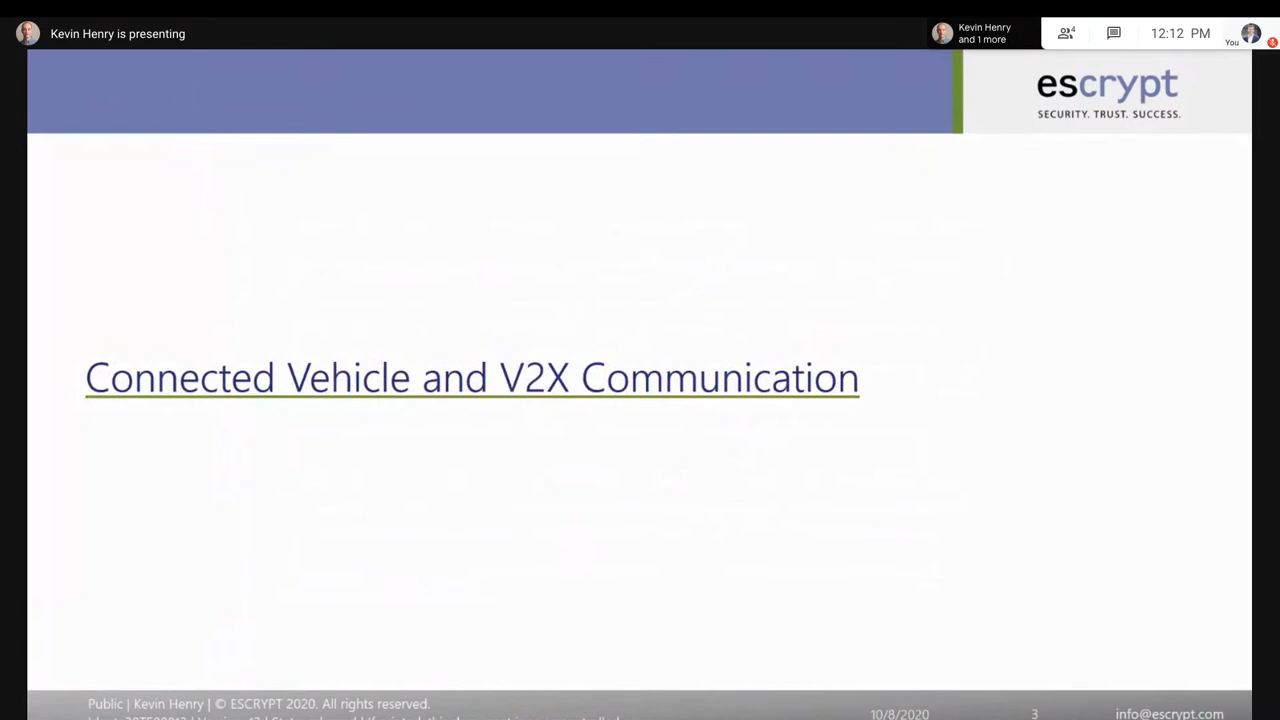 Kevin Henry is presenting
Kevin Henry
and 1 more
4
12:12 PM
You
escrypt
SECURITY. TRUST. SUCCESS.
Connected Vehicle and V2X Communication
Public | Kevin Henry | © ESCRYPT 2020. All rights reserved.
10/8/2020
3
info@escrypt.com